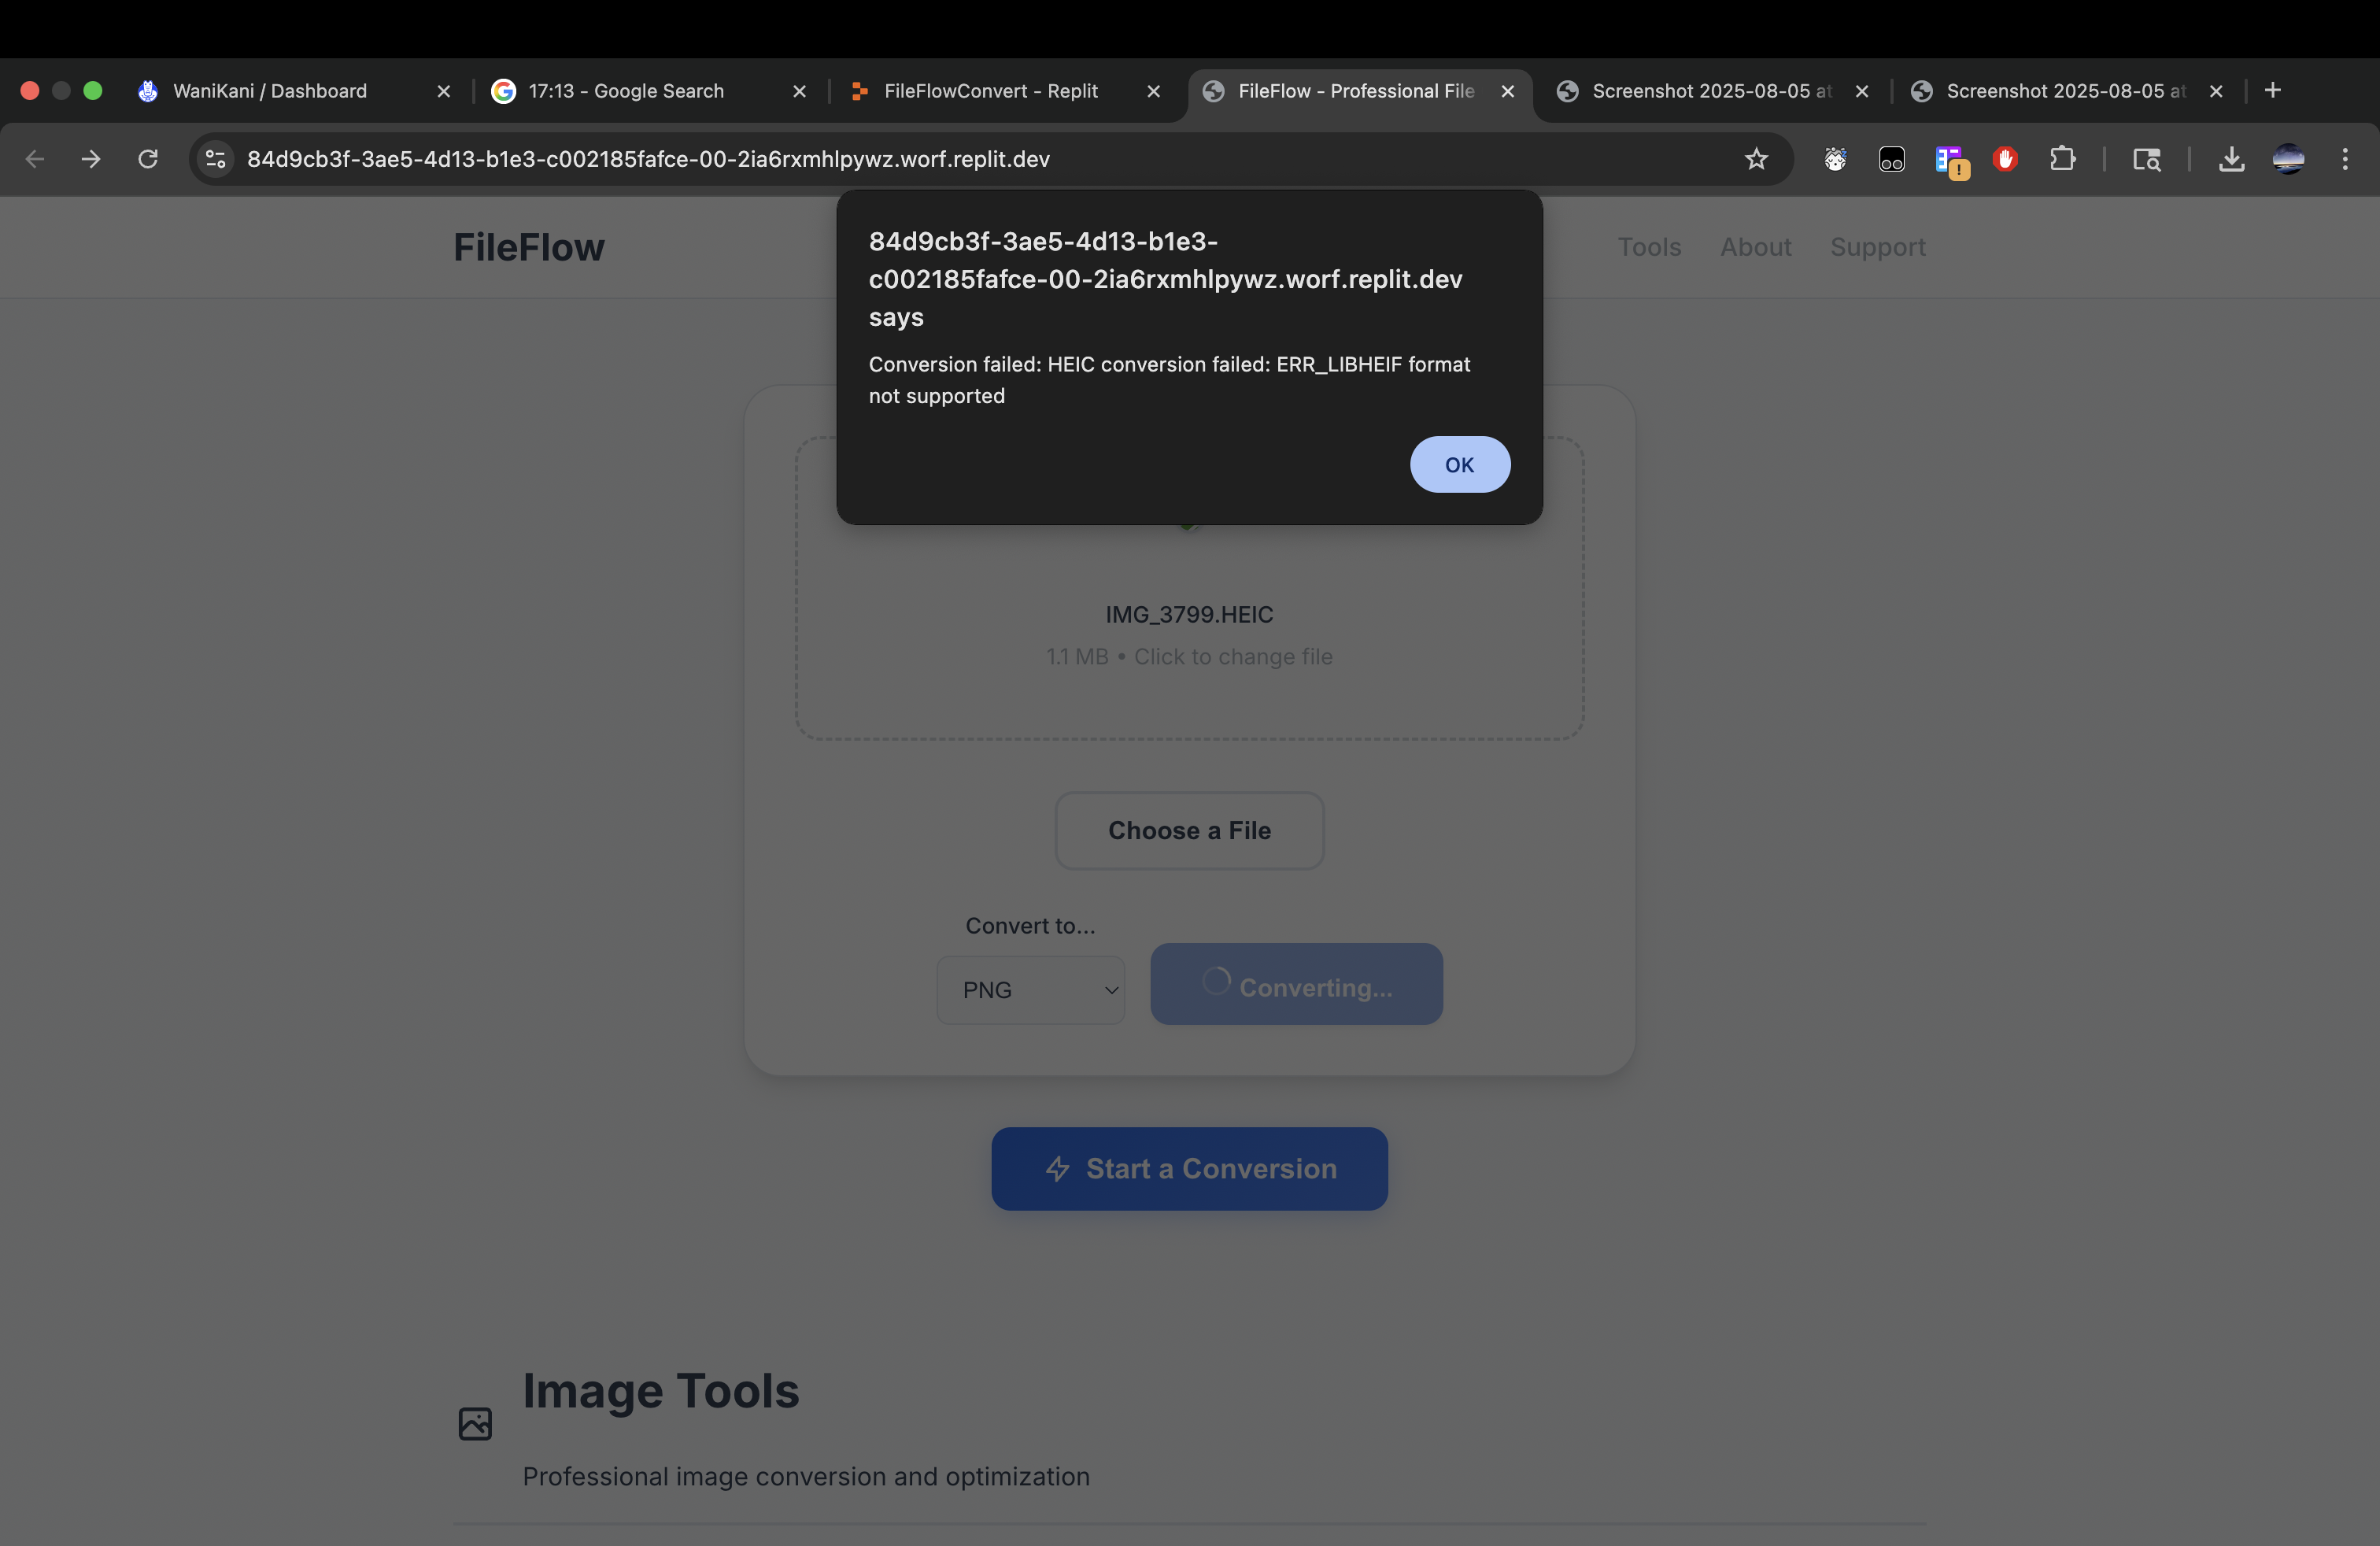 WaniKani / Dashboard
17:13 - Google Search
FileFlowConvert - Replit
FileFlow - Professional File
Screenshot 2025-08-05 at
Screenshot 2025-08-05 at
84d9cb3f-3ae5-4d13-b1e3-c002185fafce-00-2ia6rxmhlpywz.worf.replit.dev
FileFlow
Tools
About
Support
84d9cb3f-3ae5-4d13-b1e3-
c002185fafce-00-2ia6rxmhlpywz.worf.replit.dev
says
Conversion failed: HEIC conversion failed: ERR_LIBHEIF format
not supported
OK
IMG_3799.HEIC
1.1 MB • Click to change file
Choose a File
Convert to...
PNG
Converting...
Start a Conversion
Image Tools
Professional image conversion and optimization